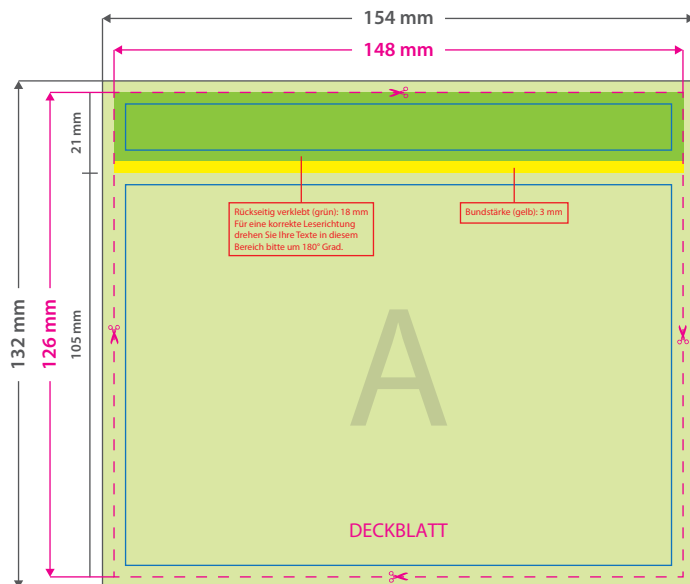 154 mm
148 mm
21 mm
Rückseitig verklebt (grün): 18 mm
Für eine korrekte Leserichtung
drehen Sie Ihre Texte in diesem
Bereich bitte um 180° Grad.
Bundstärke (gelb): 3 mm
132 mm
126 mm
105 mm
A
DECKBLATT